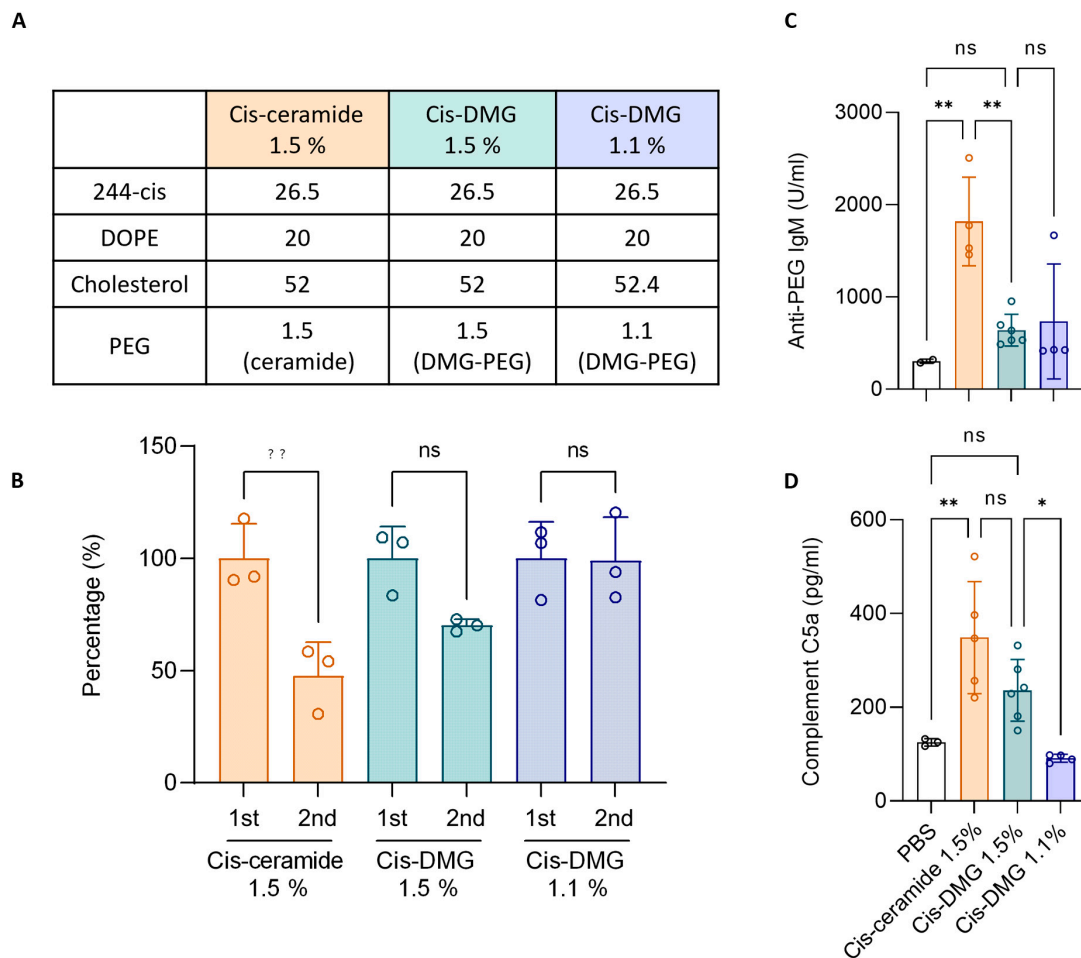 A
Cis-ceramide 1.5 % Cis-DMG 1.5 % Cis-DMG 1.1 %
244-cis 26.5 26.5 26.5
DOPE 20 20 20
Cholesterol 52 52 52.4
PEG 1.5 (ceramide) 1.5 (DMG-PEG) 1.1 (DMG-PEG)
B
Percentage (%)
150
100
50
0
? ?
ns
ns
1st 2nd 1st 2nd 1st 2nd
Cis-ceramide 1.5 % Cis-DMG 1.5 % Cis-DMG 1.1 %
C
Anti-PEG IgM (U/ml)
3000
2000
1000
0
ns ns
** **
D
Complement C5a (pg/ml)
600
400
200
0
ns
** ns *
PBS
Cis-ceramide 1.5%
Cis-DMG 1.5%
Cis-DMG 1.1%